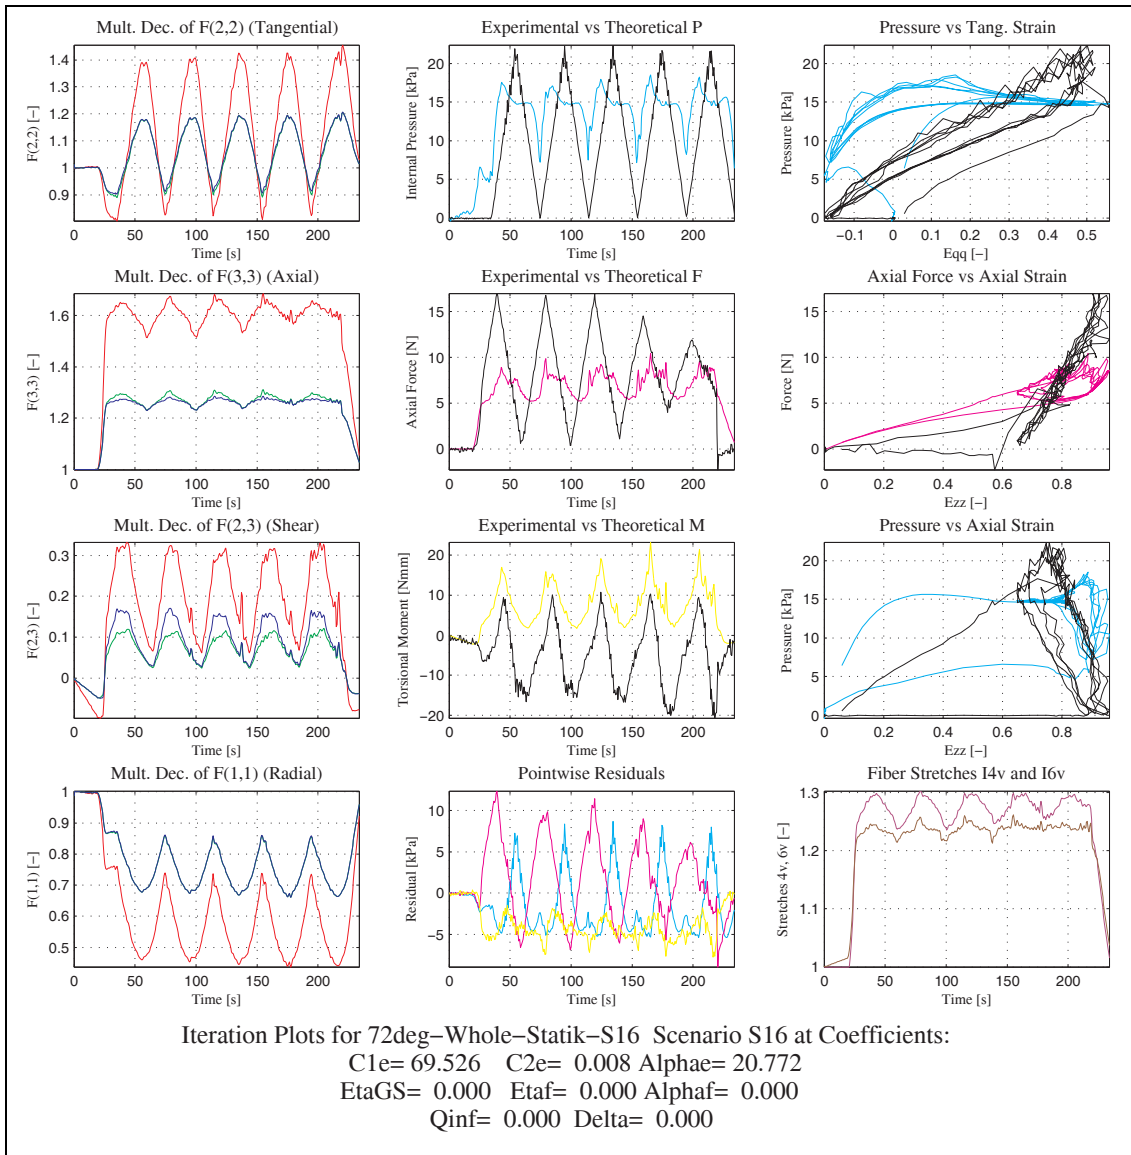 Mult. Dec. of F(2,2) (Tangential)
F(2,2) [−]
1.4
1.3
1.2
1.1
1
0.9
0 50 100 150 200
Time [s]
Experimental vs Theoretical P
Internal Pressure [kPa]
20
15
10
5
0
0 50 100 150 200
Time [s]
Pressure vs Tang. Strain
Pressure [kPa]
20
15
10
5
0
−0.1 0 0.1 0.2 0.3 0.4 0.5
Eqq [−]
Mult. Dec. of F(3,3) (Axial)
F(3,3) [−]
1.6
1.4
1.2
1
0 50 100 150 200
Time [s]
Experimental vs Theoretical F
Axial Force [N]
15
10
5
0
0 50 100 150 200
Time [s]
Axial Force vs Axial Strain
Force [N]
15
10
5
0
0 0.2 0.4 0.6 0.8
Ezz [−]
Mult. Dec. of F(2,3) (Shear)
F(2,3) [−]
0.3
0.2
0.1
0
0 50 100 150 200
Time [s]
Experimental vs Theoretical M
Torsional Moment [Nmm]
20
10
0
−10
−20
0 50 100 150 200
Time [s]
Pressure vs Axial Strain
Pressure [kPa]
20
15
10
5
0
0 0.2 0.4 0.6 0.8
Ezz [−]
Mult. Dec. of F(1,1) (Radial)
F(1,1) [−]
1
0.9
0.8
0.7
0.6
0.5
0 50 100 150 200
Time [s]
Pointwise Residuals
Residual [kPa]
10
5
0
−5
0 50 100 150 200
Time [s]
Fiber Stretches I4v and I6v
Stretches 4v, 6v [−]
1.3
1.2
1.1
1
0 50 100 150 200
Time [s]
Iteration Plots for 72deg−Whole−Statik−S16 Scenario S16 at Coefficients:
C1e= 69.526 C2e= 0.008 Alphae= 20.772
EtaGS= 0.000 Etaf= 0.000 Alphaf= 0.000
Qinf= 0.000 Delta= 0.000